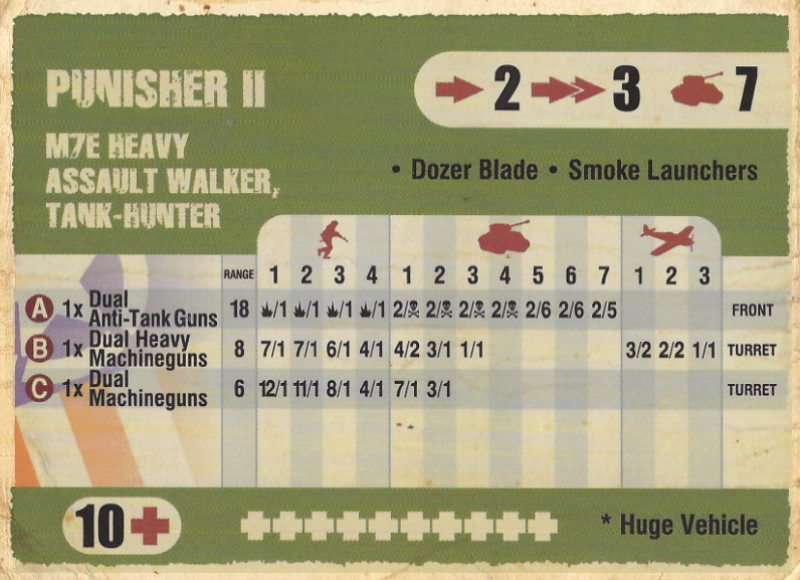 PUNISHER II
2 3 7
M7E HEAVY
ASSAULT WALKER,
TANK-HUNTER
• Dozer Blade • Smoke Launchers
RANGE 1 2 3 4 1 2 3 4 5 6 7 1 2 3
A 1x Dual Anti-Tank Guns 18 /1 /1 /1 /1 2/ 2/ 2/ 2/ 2/6 2/6 2/5 FRONT
B 1x Dual Heavy Machineguns 8 7/1 7/1 6/1 4/1 4/2 3/1 1/1 3/2 2/2 1/1 TURRET
C 1x Dual Machineguns 6 12/1 11/1 8/1 4/1 7/1 3/1 TURRET
10
* Huge Vehicle